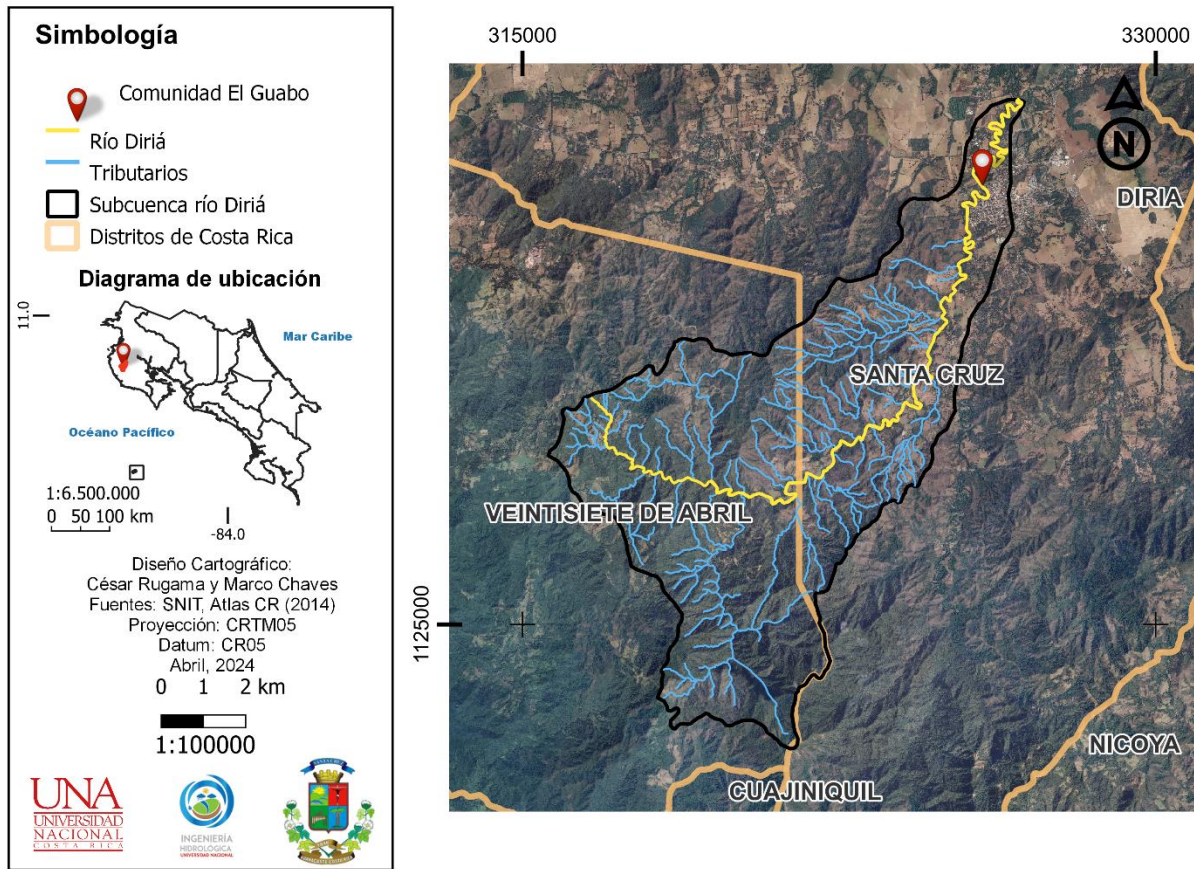 Simbología
Comunidad El Guabo
Río Diriá
Tributarios
Subcuenca río Diriá
Distritos de Costa Rica
Diagrama de ubicación
11.0
Mar Caribe
Océano Pacífico
1:6.500.000
0 50 100 km
-84.0
Diseño Cartográfico:
César Rugama y Marco Chaves
Fuentes: SNIT, Atlas CR (2014)
Proyección: CRTM05
Datum: CR05
Abril, 2024
0 1 2 km
1:100000
UNA
UNIVERSIDAD
NACIONAL
COSTA RICA
INGENIERÍA
HIDROLÓGICA
UNIVERSIDAD NACIONAL
315000
330000
N
DIRIA
SANTA CRUZ
VEINTISIETE DE ABRIL
1125000
NICOYA
CUAJINIQUIL